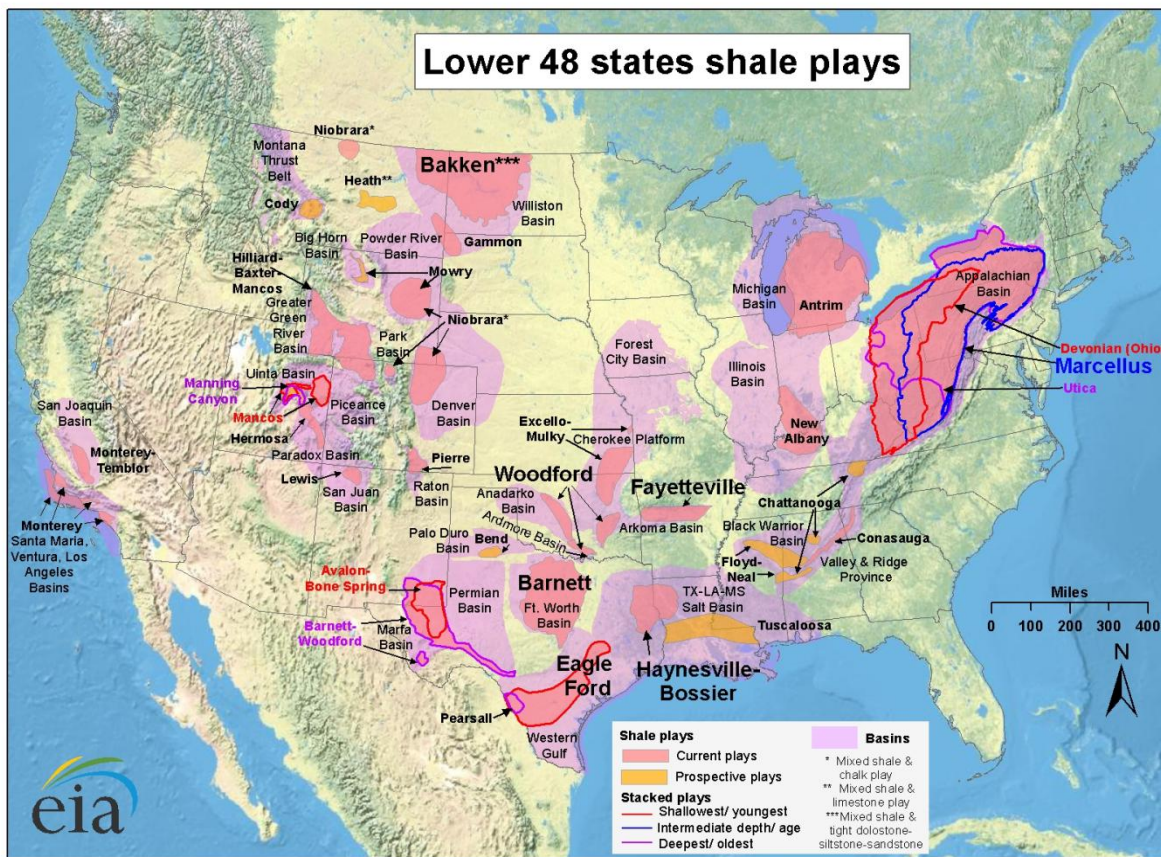 Lower 48 states shale plays
Niobrara*
Montana
Thrust
Belt
Bakken***
Heath**
Cody
Williston
Basin
Big Horn
Basin
Powder River
Basin
Gammon
Hilliard-
Baxter-
Mancos
Mowry
Greater
Green
River
Basin
Niobrara*
Park
Basin
Michigan
Basin
Antrim
Appalachian
Basin
Devonian (Ohio
Marcellus
Utica
Forest
City Basin
Illinois
Basin
Uinta Basin
Manning
Canyon
Mancos
Piceance
Basin
Denver
Basin
San Joaquin
Basin
Hermosa
Paradox Basin
Excello-
Mulky
Cherokee Platform
New
Albany
Monterey-
Temblor
Lewis
San Juan
Basin
Pierre
Raton
Basin
Woodford
Anadarko
Basin
Fayetteville
Chattanooga
Arkoma Basin
Ardmore Basin
Black Warrior
Basin
Conasauga
Monterey
Santa Maria,
Ventura, Los
Angeles
Basins
Palo Duro
Basin
Bend
Floyd-
Neal
Valley & Ridge
Province
Avalon-
Bone Spring
Permian
Basin
Barnett
Ft. Worth
Basin
TX-LA-MS
Salt Basin
Tuscaloosa
Barnett-
Woodford
Marfa
Basin
Eagle
Ford
Haynesville-
Bossier
Pearsall
Western
Gulf
Miles
0 100 200 300 400
N
Shale plays
Current plays
Prospective plays
Stacked plays
Shallowest/ youngest
Intermediate depth/ age
Deepest/ oldest
Basins
* Mixed shale &
chalk play
** Mixed shale &
limestone play
***Mixed shale &
tight dolostone-
siltstone-sandstone
eia